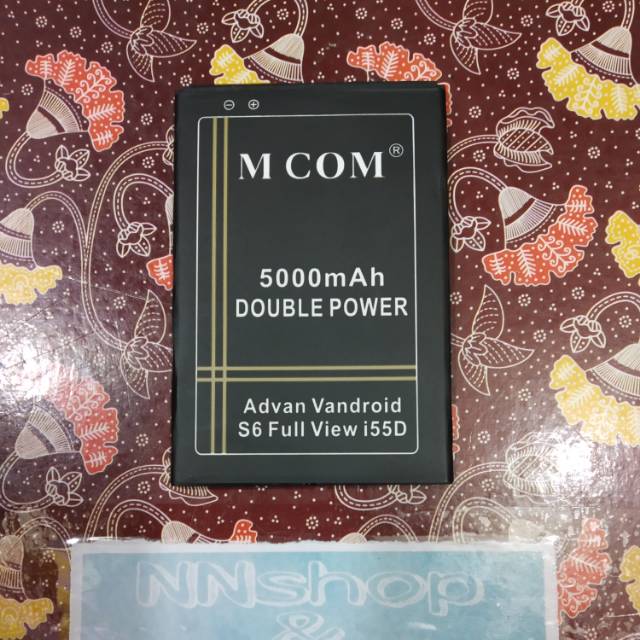 ⊖ ⊕
M COM®
5000mAh
DOUBLE POWER
Advan Vandroid
S6 Full View i55D
NNshop
&